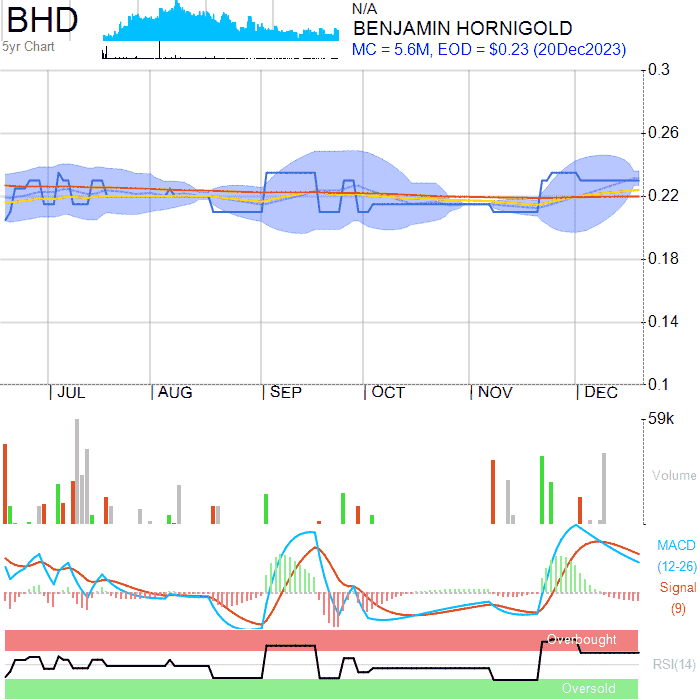 BHD
5yr Chart
N/A
BENJAMIN HORNIGOLD
MC = 5.6M, EOD = $0.23 (20Dec2023)
0.3
0.26
0.22
0.18
0.14
0.1
JUL AUG SEP OCT NOV DEC
59k
Volume
MACD
(12-26)
Signal
(9)
Overbought
RSI(14)
Oversold